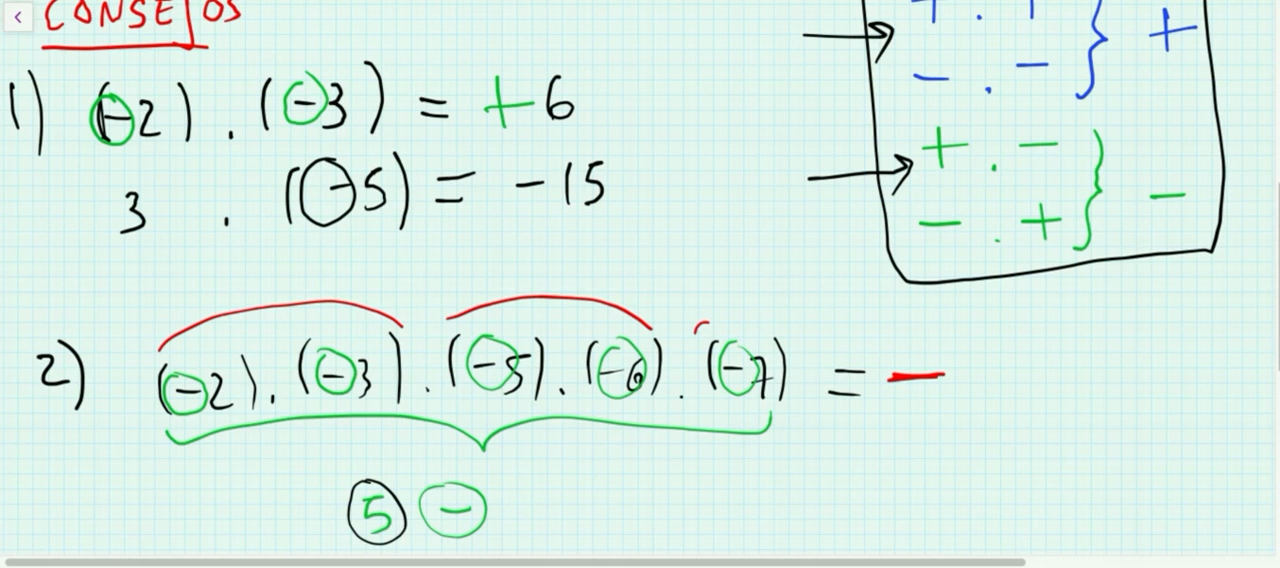 CONSEJOS
1) (-2) . (-3) = +6
3 . (-5) = -15
+ . +
- . - } +
+ . -
- . + } -
2) (-2) . (-3) . (-5) . (-6) . (-7) = -
5 -